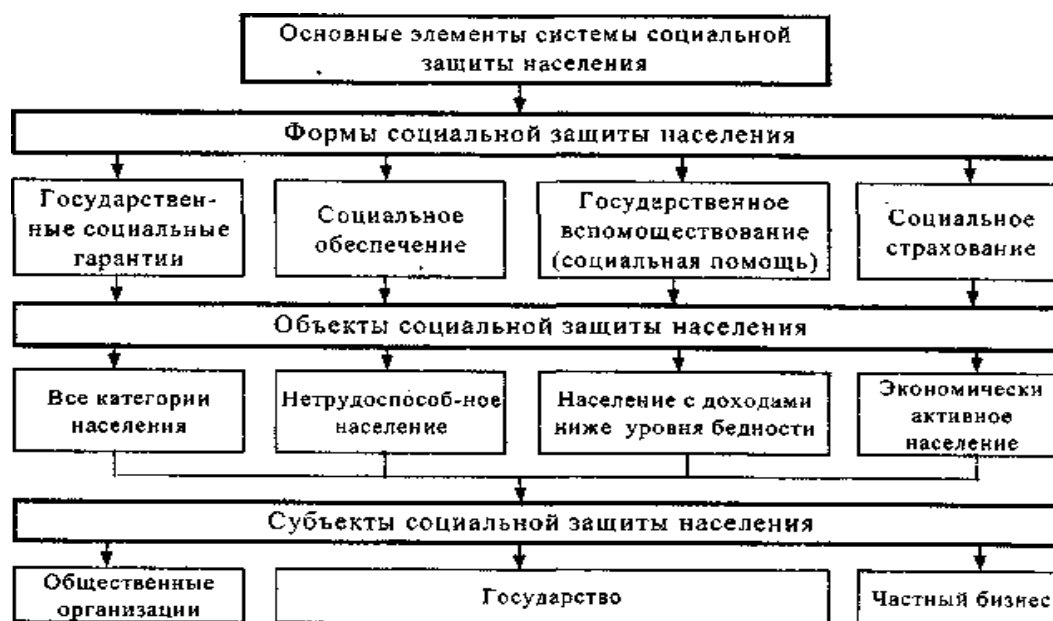 Основные элементы системы социальной
защиты населения
Формы социальной защиты населения
Государствен-
ные социальные
гарантии
Социальное
обеспечение
Государственное
вспомоществование
(социальная помощь)
Социальное
страхование
Объекты социальной защиты населения
Все категории
населения
Нетрудоспособ-ное
население
Население с доходами
ниже уровня бедности
Экономически
активное
население
Субъекты социальной защиты населения
Общественные
организации
Государство
Частный бизнес